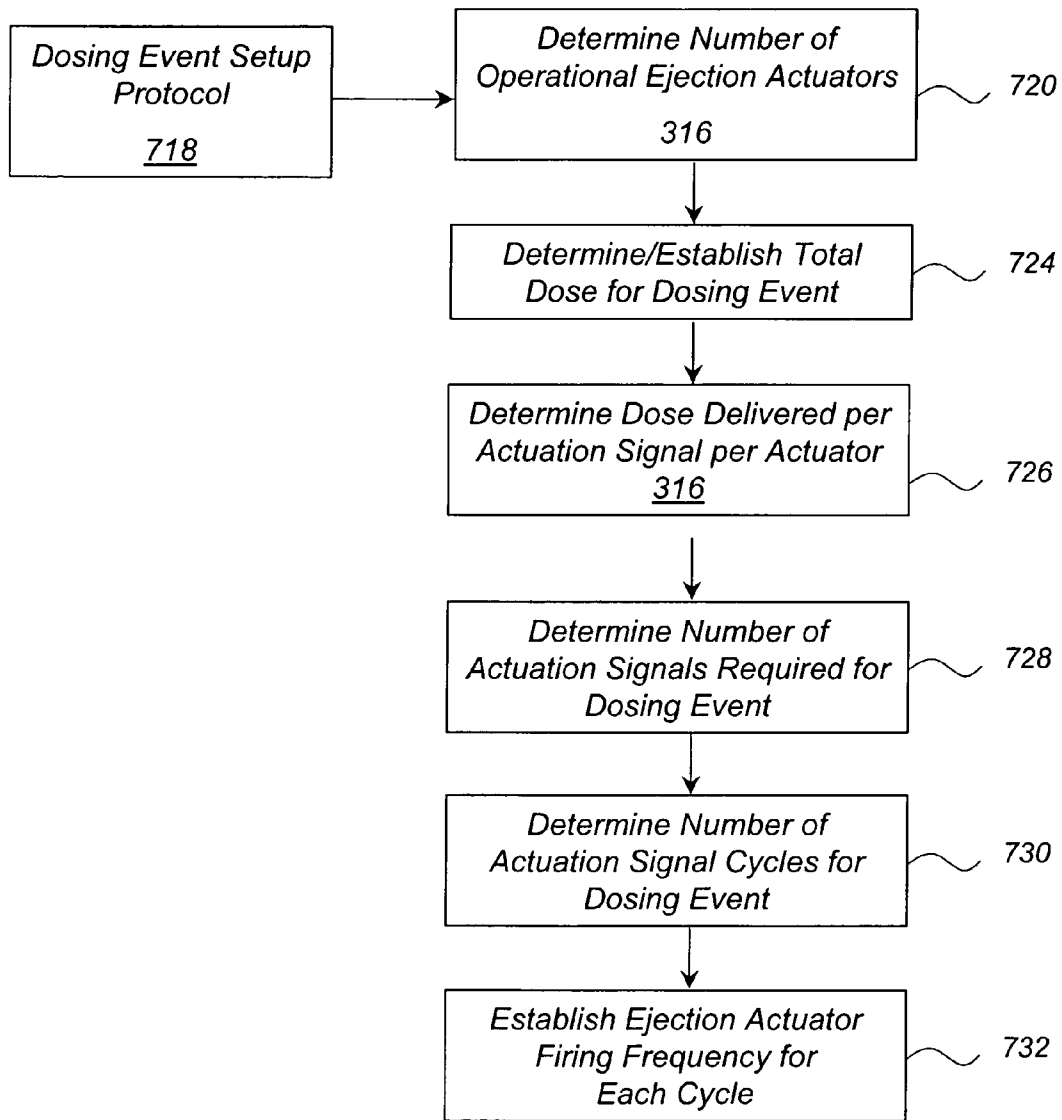 Dosing Event Setup
Protocol
718
Determine Number of
Operational Ejection Actuators
316
720
Determine/Establish Total
Dose for Dosing Event
724
Determine Dose Delivered per
Actuation Signal per Actuator
316
726
Determine Number of
Actuation Signals Required for
Dosing Event
728
Determine Number of
Actuation Signal Cycles for
Dosing Event
730
Establish Ejection Actuator
Firing Frequency for
Each Cycle
732